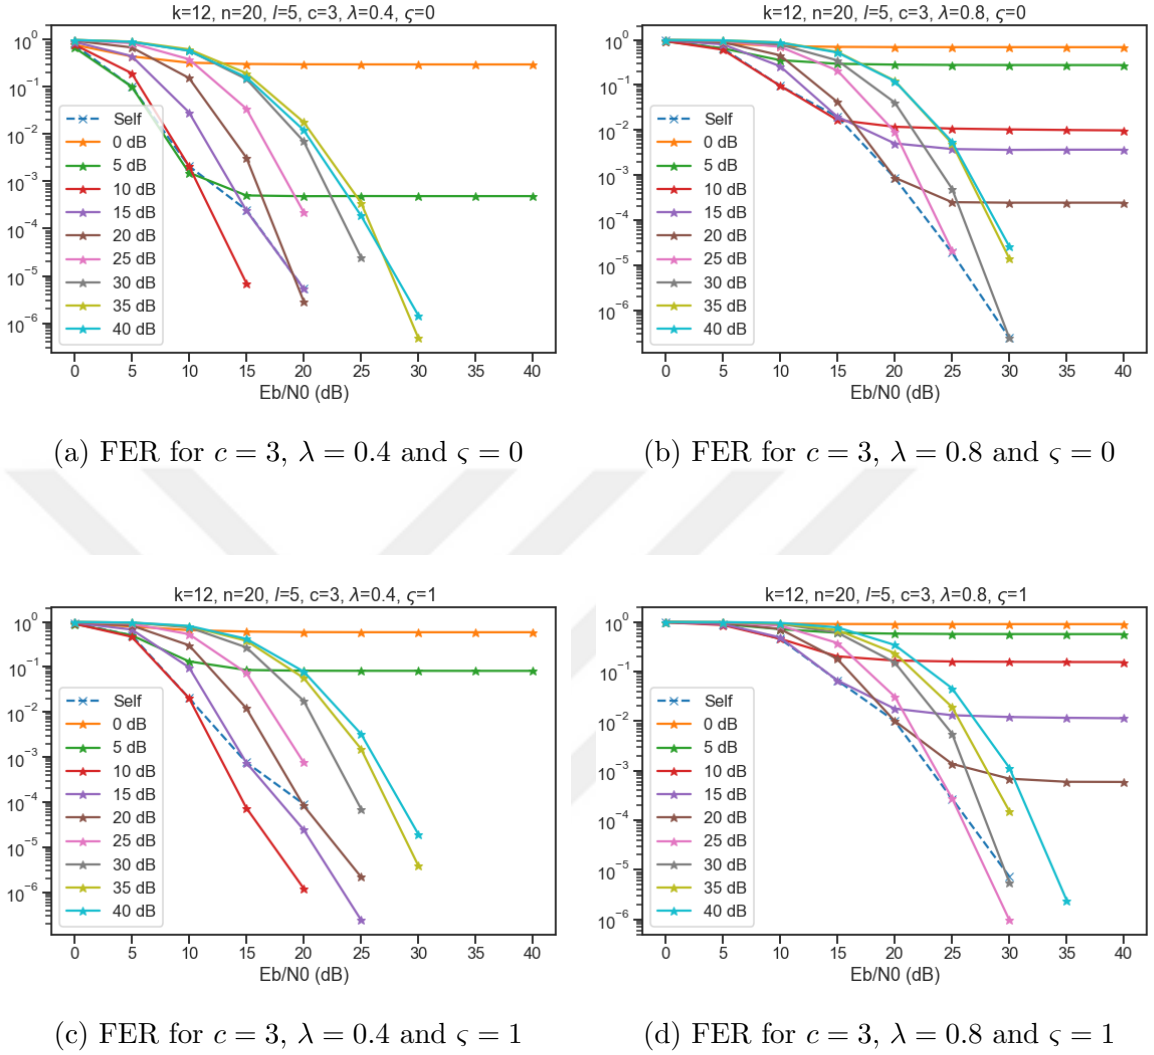 k=12, n=20, l=5, c=3, λ=0.4, ς=0
10^0
10^-1
10^-2
10^-3
10^-4
10^-5
10^-6
Self
0 dB
5 dB
10 dB
15 dB
20 dB
25 dB
30 dB
35 dB
40 dB
0 5 10 15 20 25 30 35 40
Eb/N0 (dB)
(a) FER for c = 3, λ = 0.4 and ς = 0
k=12, n=20, l=5, c=3, λ=0.8, ς=0
10^0
10^-1
10^-2
10^-3
10^-4
10^-5
10^-6
Self
0 dB
5 dB
10 dB
15 dB
20 dB
25 dB
30 dB
35 dB
40 dB
0 5 10 15 20 25 30 35 40
Eb/N0 (dB)
(b) FER for c = 3, λ = 0.8 and ς = 0
k=12, n=20, l=5, c=3, λ=0.4, ς=1
10^0
10^-1
10^-2
10^-3
10^-4
10^-5
10^-6
Self
0 dB
5 dB
10 dB
15 dB
20 dB
25 dB
30 dB
35 dB
40 dB
0 5 10 15 20 25 30 35 40
Eb/N0 (dB)
(c) FER for c = 3, λ = 0.4 and ς = 1
k=12, n=20, l=5, c=3, λ=0.8, ς=1
10^0
10^-1
10^-2
10^-3
10^-4
10^-5
10^-6
Self
0 dB
5 dB
10 dB
15 dB
20 dB
25 dB
30 dB
35 dB
40 dB
0 5 10 15 20 25 30 35 40
Eb/N0 (dB)
(d) FER for c = 3, λ = 0.8 and ς = 1